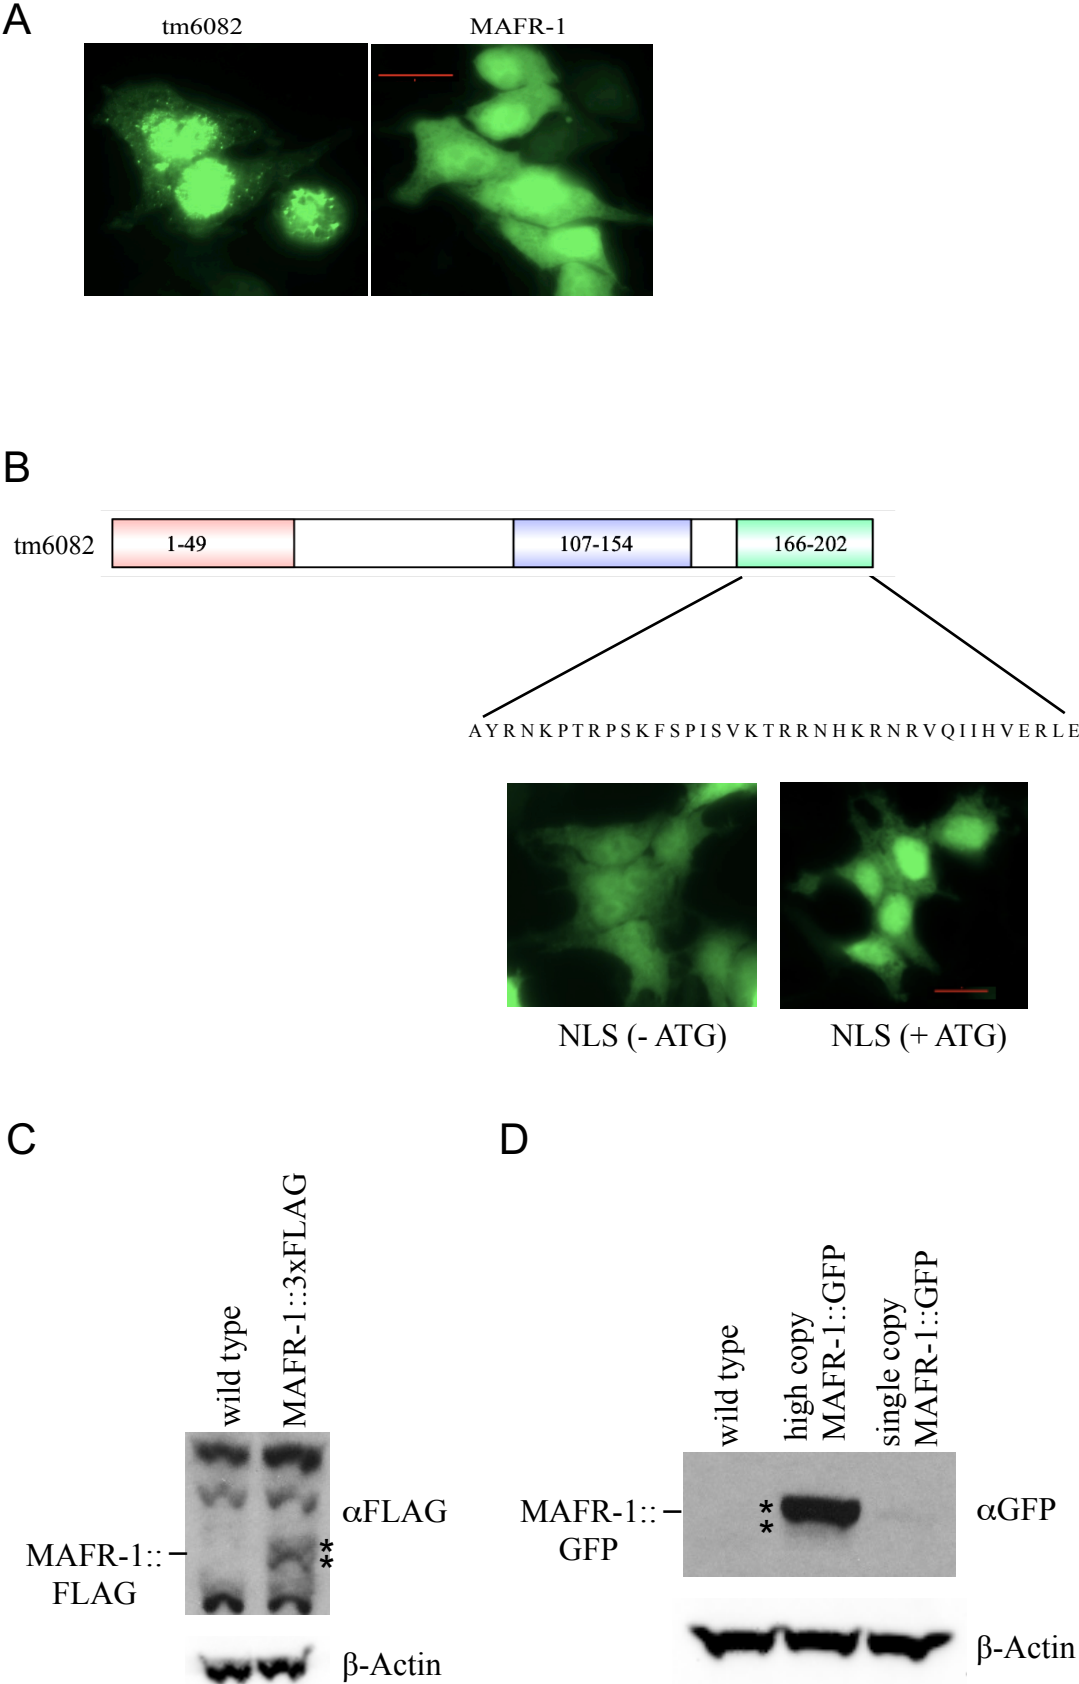 A
tm6082
MAFR-1
B
tm6082
1-49
107-154
166-202
AYRNKPTRPSKFSPISVKTRRNHKRNRVQIIHVERLE
NLS (- ATG)
NLS (+ ATG)
C
D
wild type
MAFR-1::3xFLAG
αFLAG
MAFR-1::
FLAG
*
*
β-Actin
wild type
high copy
MAFR-1::GFP
single copy
MAFR-1::GFP
MAFR-1::
GFP
*
*
αGFP
β-Actin